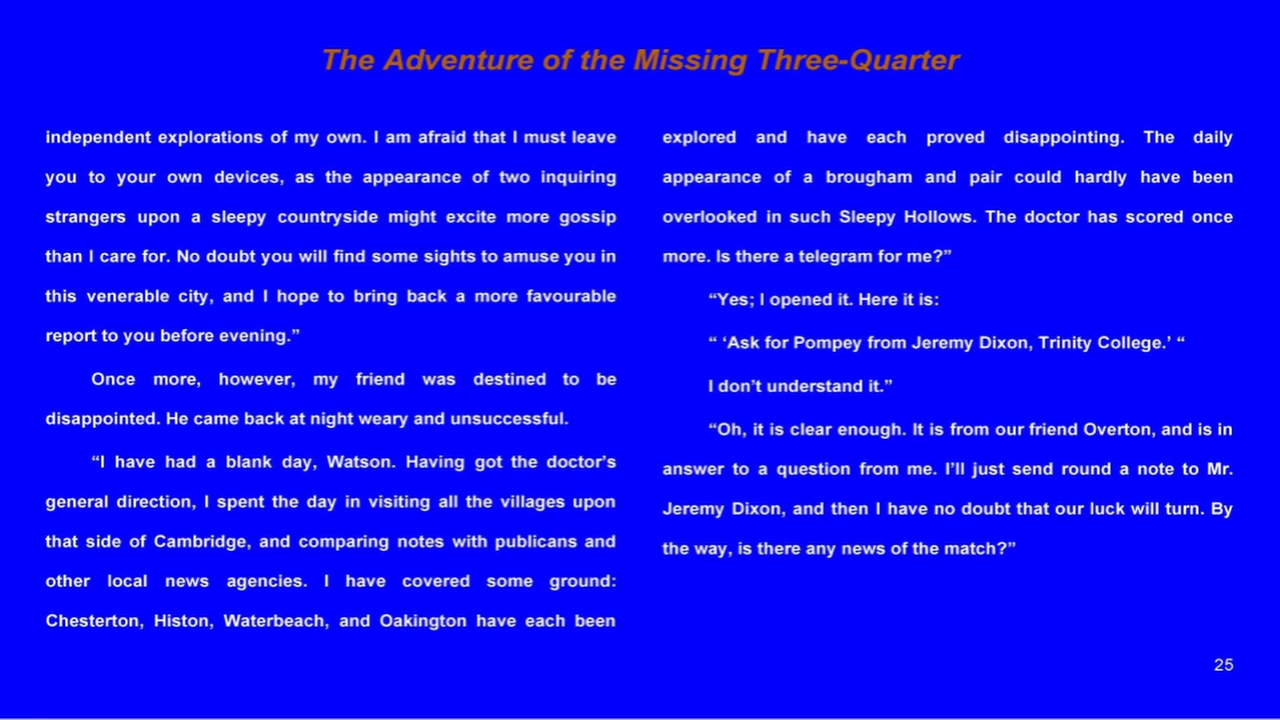 The Adventure of the Missing Three-Quarter
independent explorations of my own. I am afraid that I must leave
you to your own devices, as the appearance of two inquiring
strangers upon a sleepy countryside might excite more gossip
than I care for. No doubt you will find some sights to amuse you in
this venerable city, and I hope to bring back a more favourable
report to you before evening.”
Once more, however, my friend was destined to be
disappointed. He came back at night weary and unsuccessful.
“I have had a blank day, Watson. Having got the doctor’s
general direction, I spent the day in visiting all the villages upon
that side of Cambridge, and comparing notes with publicans and
other local news agencies. I have covered some ground:
Chesterton, Histon, Waterbeach, and Oakington have each been
explored and have each proved disappointing. The daily
appearance of a brougham and pair could hardly have been
overlooked in such Sleepy Hollows. The doctor has scored once
more. Is there a telegram for me?”
“Yes; I opened it. Here it is:
“ ‘Ask for Pompey from Jeremy Dixon, Trinity College.’ “
I don’t understand it.”
“Oh, it is clear enough. It is from our friend Overton, and is in
answer to a question from me. I’ll just send round a note to Mr.
Jeremy Dixon, and then I have no doubt that our luck will turn. By
the way, is there any news of the match?”
25